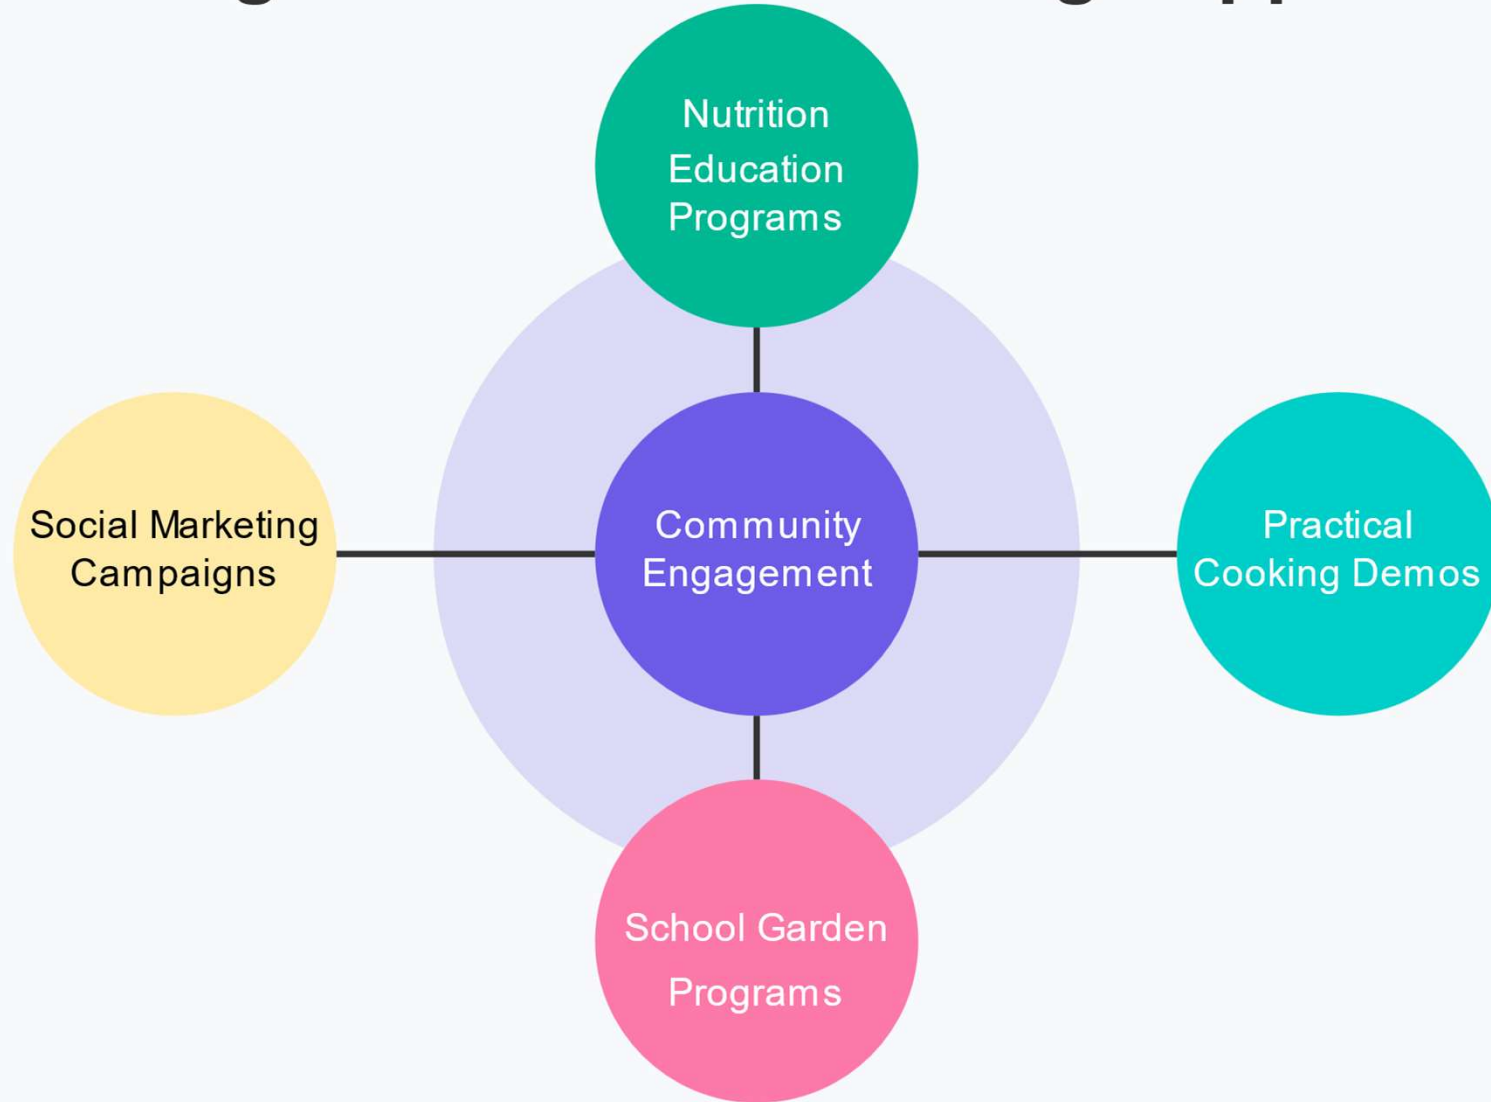 Nutrition
Education
Programs
Social Marketing
Campaigns
Community
Engagement
Practical
Cooking Demos
School Garden
Programs